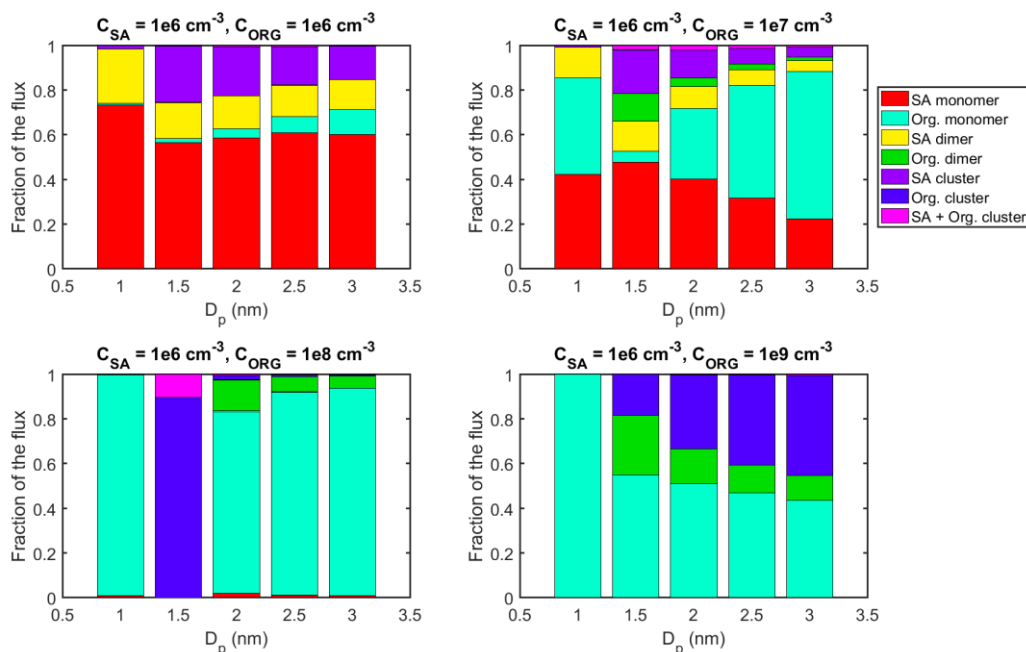 C_SA = 1e6 cm^-3, C_ORG = 1e6 cm^-3
Fraction of the flux
1
0.8
0.6
0.4
0.2
0
0.5 1 1.5 2 2.5 3 3.5
D_p (nm)
C_SA = 1e6 cm^-3, C_ORG = 1e7 cm^-3
Fraction of the flux
1
0.8
0.6
0.4
0.2
0
0.5 1 1.5 2 2.5 3 3.5
D_p (nm)
SA monomer
Org. monomer
SA dimer
Org. dimer
SA cluster
Org. cluster
SA + Org. cluster
C_SA = 1e6 cm^-3, C_ORG = 1e8 cm^-3
Fraction of the flux
1
0.8
0.6
0.4
0.2
0
0.5 1 1.5 2 2.5 3 3.5
D_p (nm)
C_SA = 1e6 cm^-3, C_ORG = 1e9 cm^-3
Fraction of the flux
1
0.8
0.6
0.4
0.2
0
0.5 1 1.5 2 2.5 3 3.5
D_p (nm)